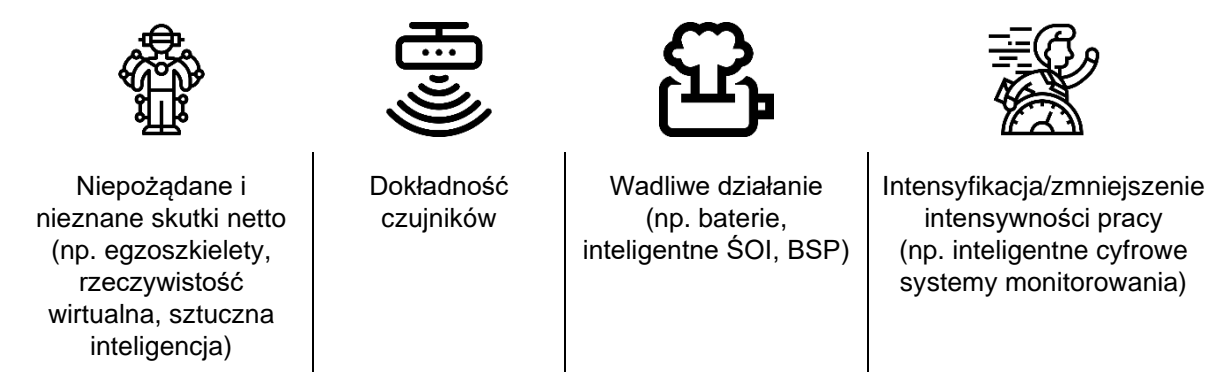 Niepożądane i
nieznane skutki netto
(np. egzoszkielety,
rzeczywistość
wirtualna, sztuczna
inteligencja)
Dokładność
czujników
Wadliwe działanie
(np. baterie,
inteligentne ŚOI, BSP)
Intensyfikacja/zmniejszenie
intensywności pracy
(np. inteligentne cyfrowe
systemy monitorowania)